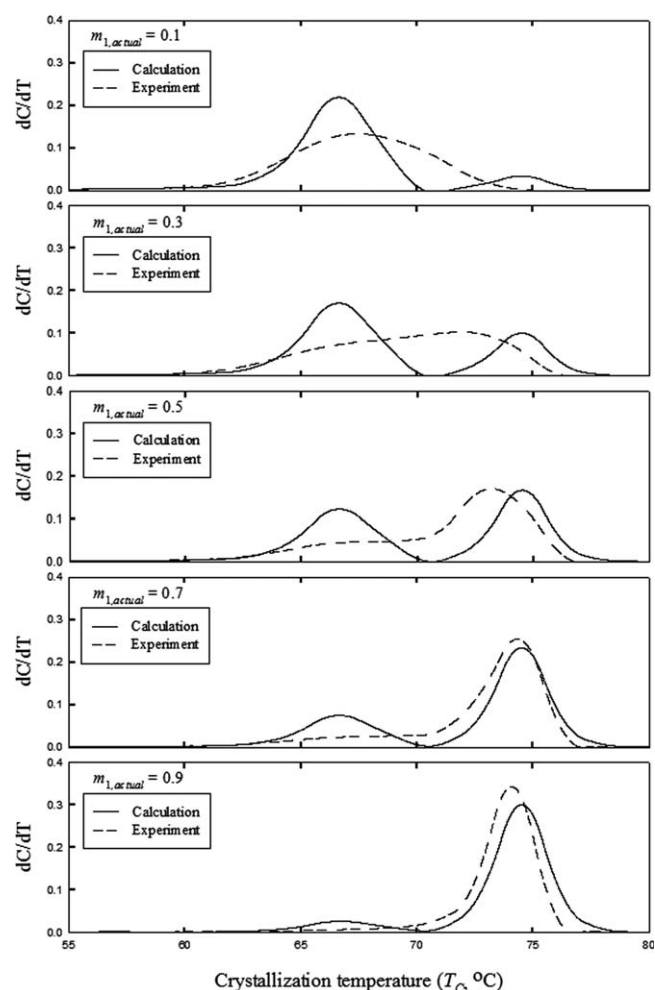 0.4
m1,actual = 0.1
Calculation
Experiment
0.3
0.2
0.1
0.0
dC/dT
0.4
m1,actual = 0.3
Calculation
Experiment
0.3
0.2
0.1
0.0
dC/dT
0.4
m1,actual = 0.5
Calculation
Experiment
0.3
0.2
0.1
0.0
dC/dT
0.4
m1,actual = 0.7
Calculation
Experiment
0.3
0.2
0.1
0.0
dC/dT
0.4
m1,actual = 0.9
Calculation
Experiment
0.3
0.2
0.1
0.0
dC/dT
55 60 65 70 75 80
Crystallization temperature (TC, °C)